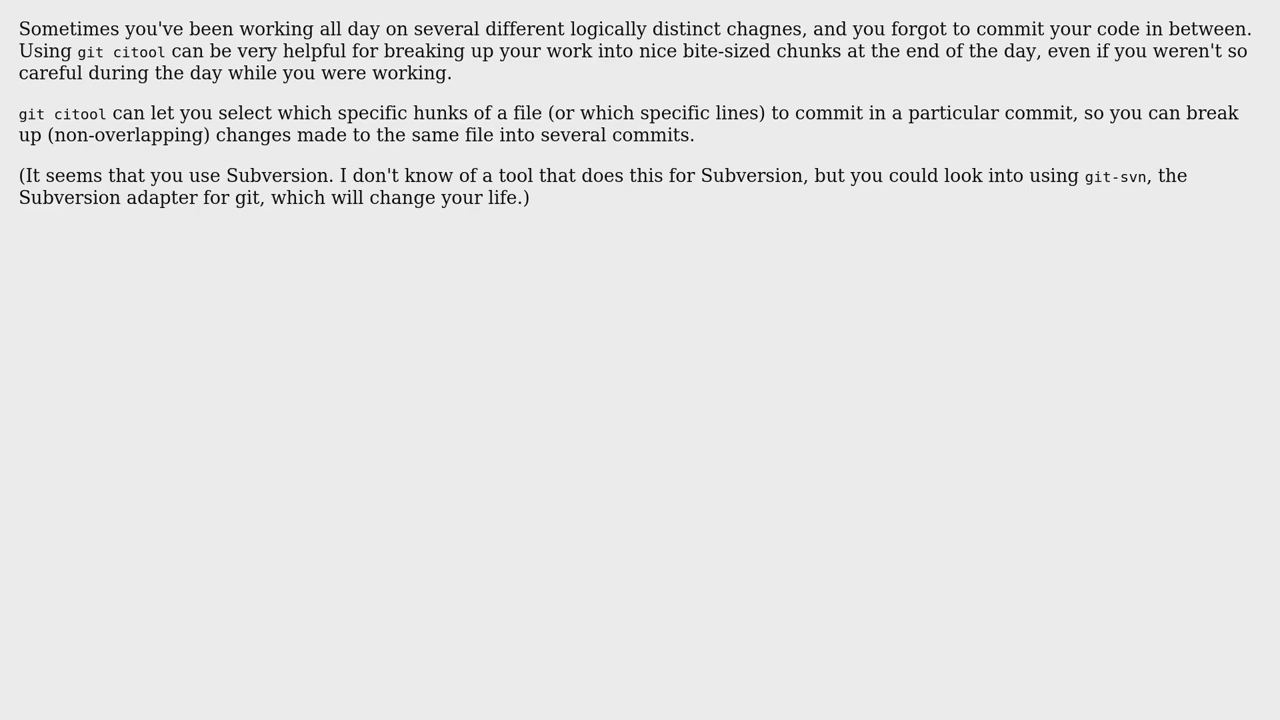 Sometimes you've been working all day on several different logically distinct chagnes, and you forgot to commit your code in between.
Using git citool can be very helpful for breaking up your work into nice bite-sized chunks at the end of the day, even if you weren't so
careful during the day while you were working.
git citool can let you select which specific hunks of a file (or which specific lines) to commit in a particular commit, so you can break
up (non-overlapping) changes made to the same file into several commits.
(It seems that you use Subversion. I don't know of a tool that does this for Subversion, but you could look into using git-svn, the
Subversion adapter for git, which will change your life.)